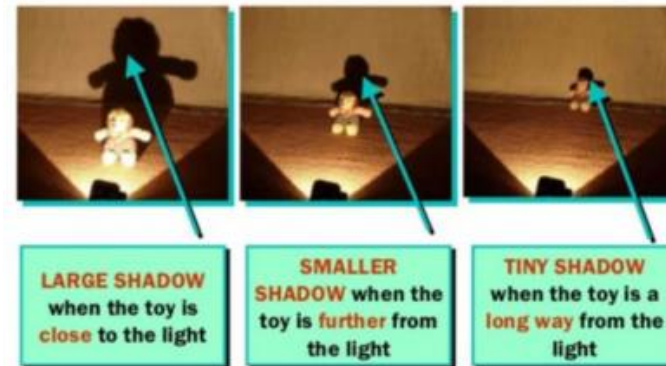 LARGE SHADOW
when the toy is
close to the light
SMALLER
SHADOW when the
toy is further from
the light
TINY SHADOW
when the toy is a
long way from the
light